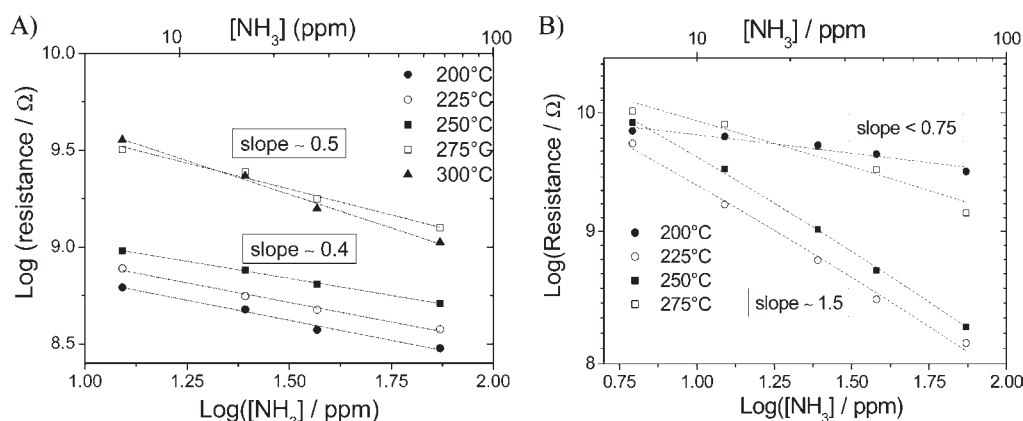 A)
[NH3] (ppm)
10 100
10.0
9.5
9.0
8.5
Log (resistance / Ω)
200°C
225°C
250°C
275°C
300°C
slope ~ 0.5
slope ~ 0.4
1.00 1.25 1.50 1.75 2.00
Log([NH3] / ppm)
B)
[NH3] / ppm
10 100
10
9
8
Log(Resistance / Ω)
slope < 0.75
200°C
225°C
250°C
275°C
slope ~ 1.5
0.75 1.00 1.25 1.50 1.75 2.00
Log([NH3] / ppm)